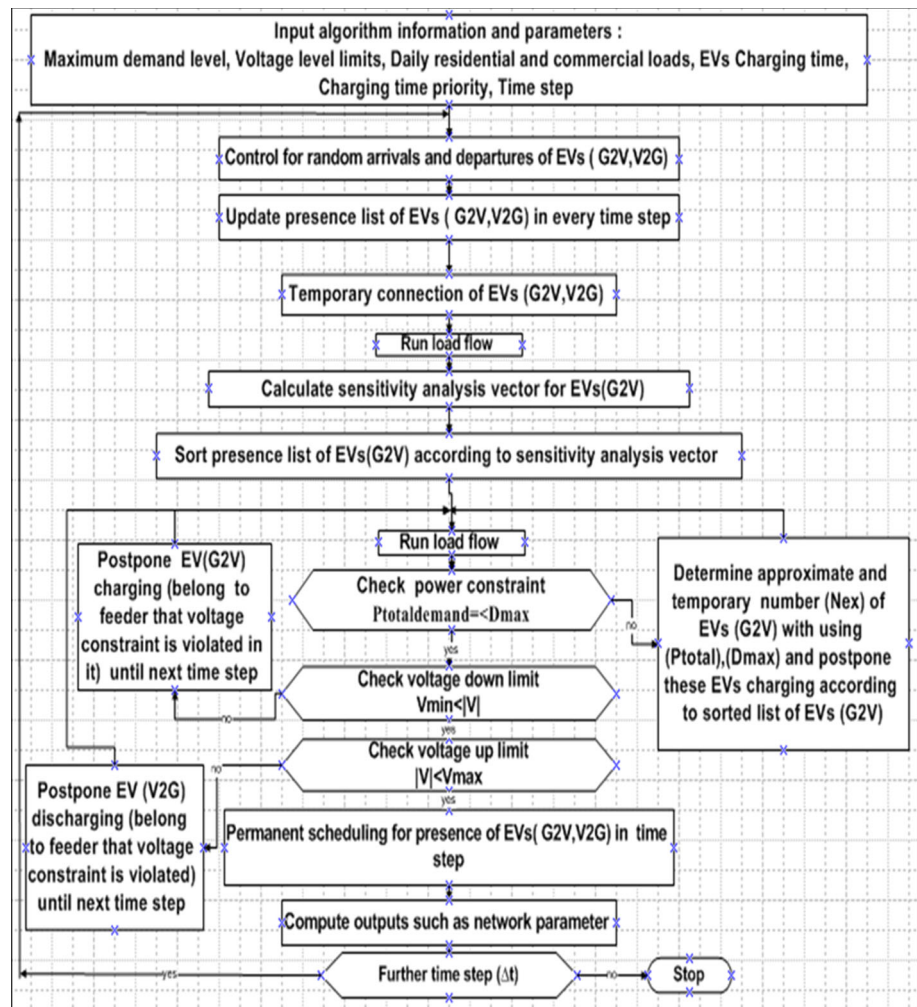 Input algorithm information and parameters :
Maximum demand level, Voltage level limits, Daily residential and commercial loads, EVs Charging time,
Charging time priority, Time step
Control for random arrivals and departures of EVs ( G2V,V2G)
Update presence list of EVs ( G2V,V2G) in every time step
Temporary connection of EVs (G2V,V2G)
Run load flow
Calculate sensitivity analysis vector for EVs(G2V)
Sort presence list of EVs(G2V) according to sensitivity analysis vector
Run load flow
Check power constraint
Ptotaldemand=<Dmax
no
yes
Determine approximate and
temporary number (Nex) of
EVs (G2V) with using
(Ptotal),(Dmax) and postpone
these EVs charging according
to sorted list of EVs (G2V)
Postpone EV(G2V)
charging (belong to
feeder that voltage
constraint is violated in
it) until next time step
Check voltage down limit
Vmin<|V|
no
yes
Check voltage up limit
|V|<Vmax
no
yes
Postpone EV (V2G)
discharging (belong
to feeder that voltage
constraint is violated)
until next time step
Permanent scheduling for presence of EVs( G2V,V2G) in time
step
Compute outputs such as network parameter
Further time step (Δt)
yes
no
Stop